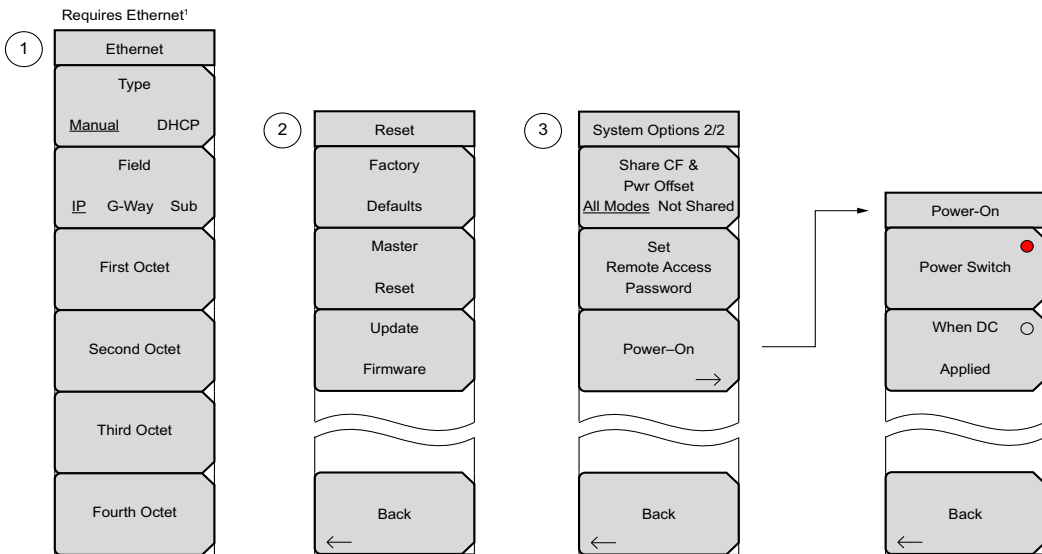 Requires Ethernet¹
1
Ethernet
Type
Manual DHCP
Field
IP G-Way Sub
First Octet
Second Octet
Third Octet
Fourth Octet
2
Reset
Factory
Defaults
Master
Reset
Update
Firmware
Back
3
System Options 2/2
Share CF &
Pwr Offset
All Modes Not Shared
Set
Remote Access
Password
Power–On
Back
Power-On
Power Switch
When DC
Applied
Back